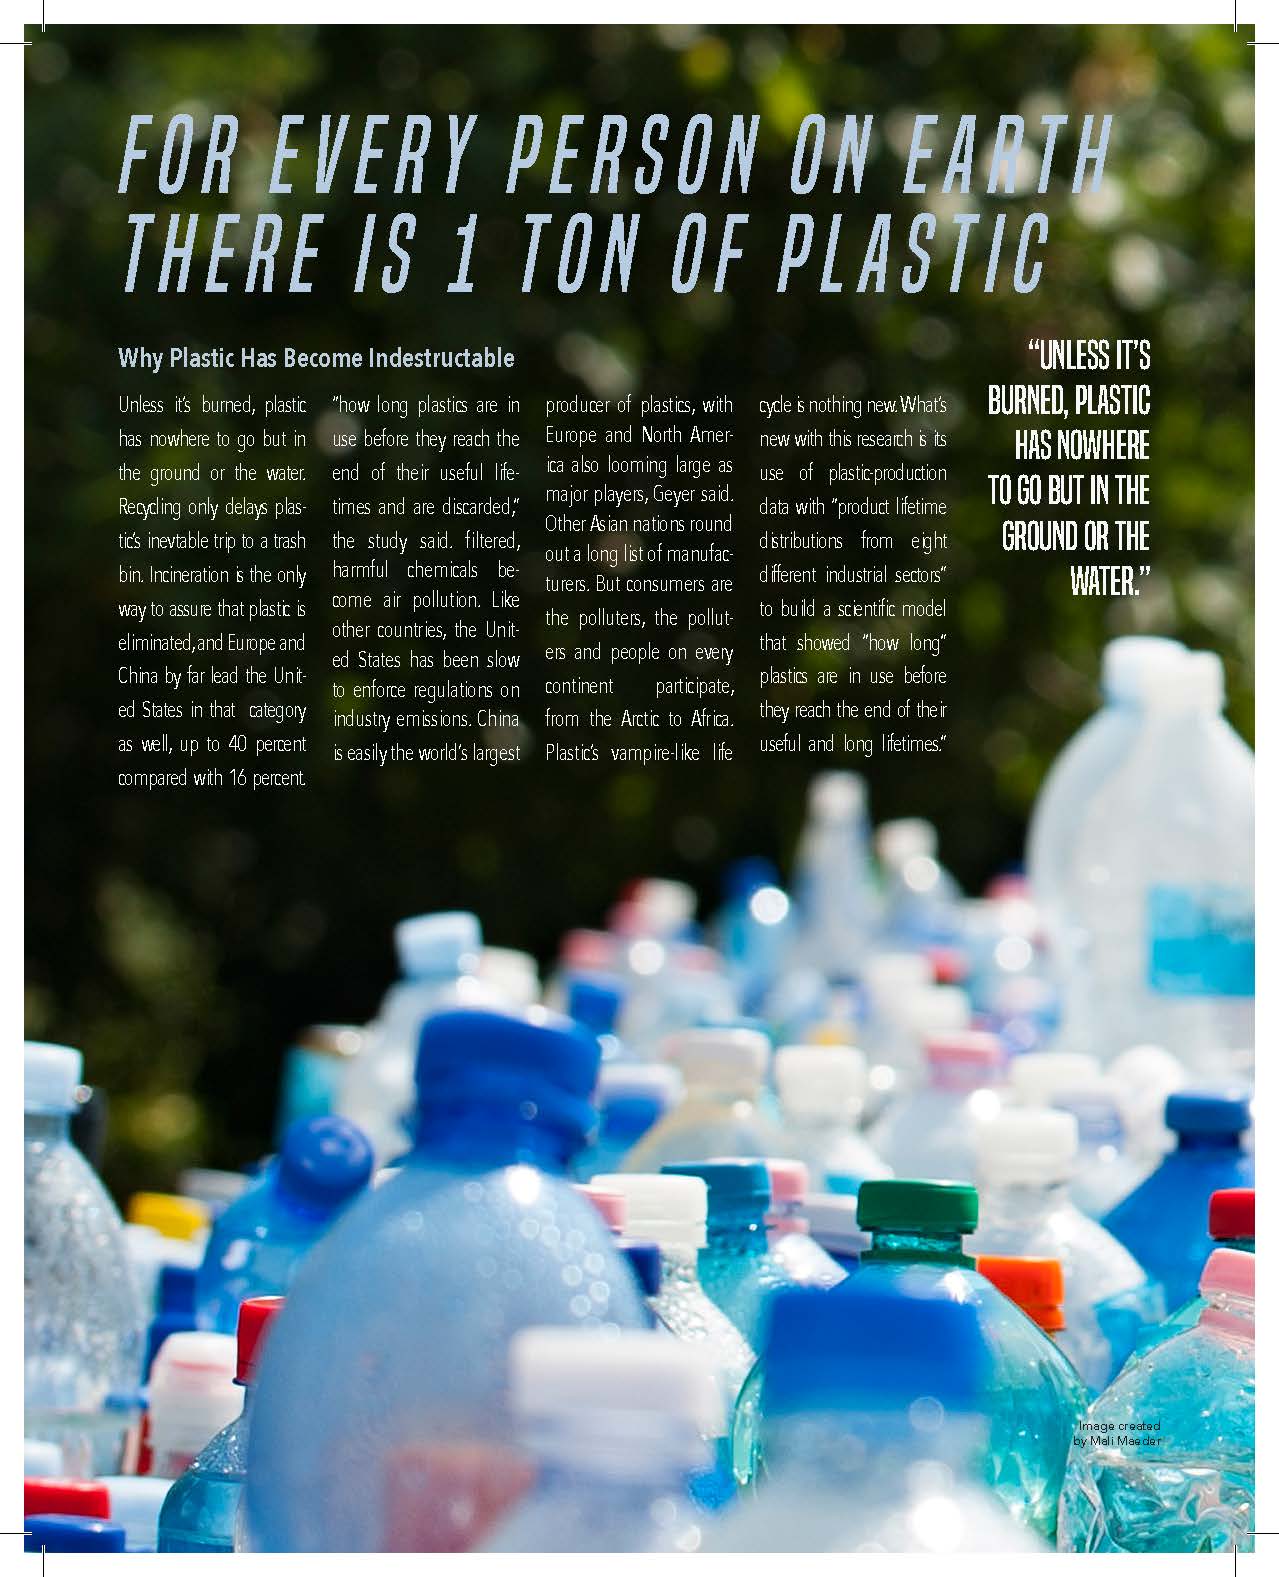 FOR EVERY PERSON ON EARTH
THERE IS 1 TON OF PLASTIC
Why Plastic Has Become Indestructable
Unless it's burned, plastic
has nowhere to go but in
the ground or the water.
Recycling only delays plas-
tic's inevtable trip to a trash
bin. Incineration is the only
way to assure that plastic is
eliminated, and Europe and
China by far lead the Unit-
ed States in that category
as well, up to 40 percent
compared with 16 percent.
"how long plastics are in
use before they reach the
end of their useful life-
times and are discarded,"
the study said. filtered,
harmful chemicals be-
come air pollution. Like
other countries, the Unit-
ed States has been slow
to enforce regulations on
industry emissions. China
is easily the world's largest
producer of plastics, with
Europe and North Amer-
ica also looming large as
major players, Geyer said.
Other Asian nations round
out a long list of manufac-
turers. But consumers are
the polluters, the pollut-
ers and people on every
continent participate,
from the Arctic to Africa.
Plastic's vampire-like life
cycle is nothing new. What's
new with this research is its
use of plastic-production
data with "product lifetime
distributions from eight
different industrial sectors"
to build a scientific model
that showed "how long"
plastics are in use before
they reach the end of their
useful and long lifetimes."
"UNLESS IT'S
BURNED, PLASTIC
HAS NOWHERE
TO GO BUT IN THE
GROUND OR THE
WATER."
Image created
by Mali Maeder